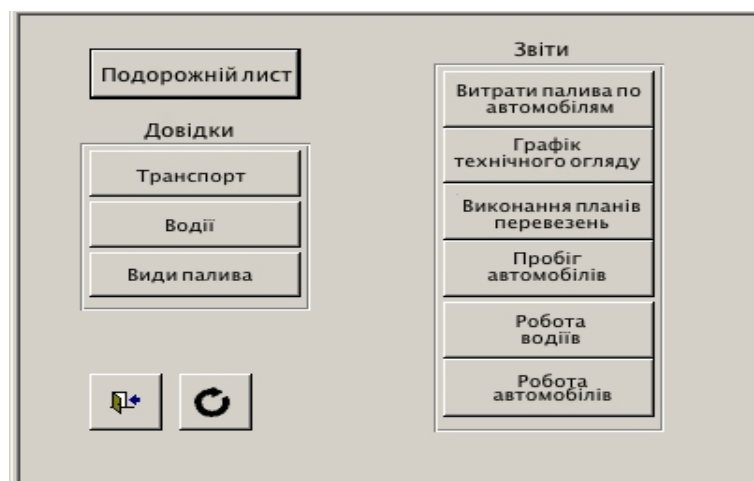 Подорожній лист
Довідки
Транспорт
Водії
Види палива
Звіти
Витрати палива по
автомобілям
Графік
технічного огляду
Виконання планів
перевезень
Пробіг
автомобілів
Робота
водіїв
Робота
автомобілів